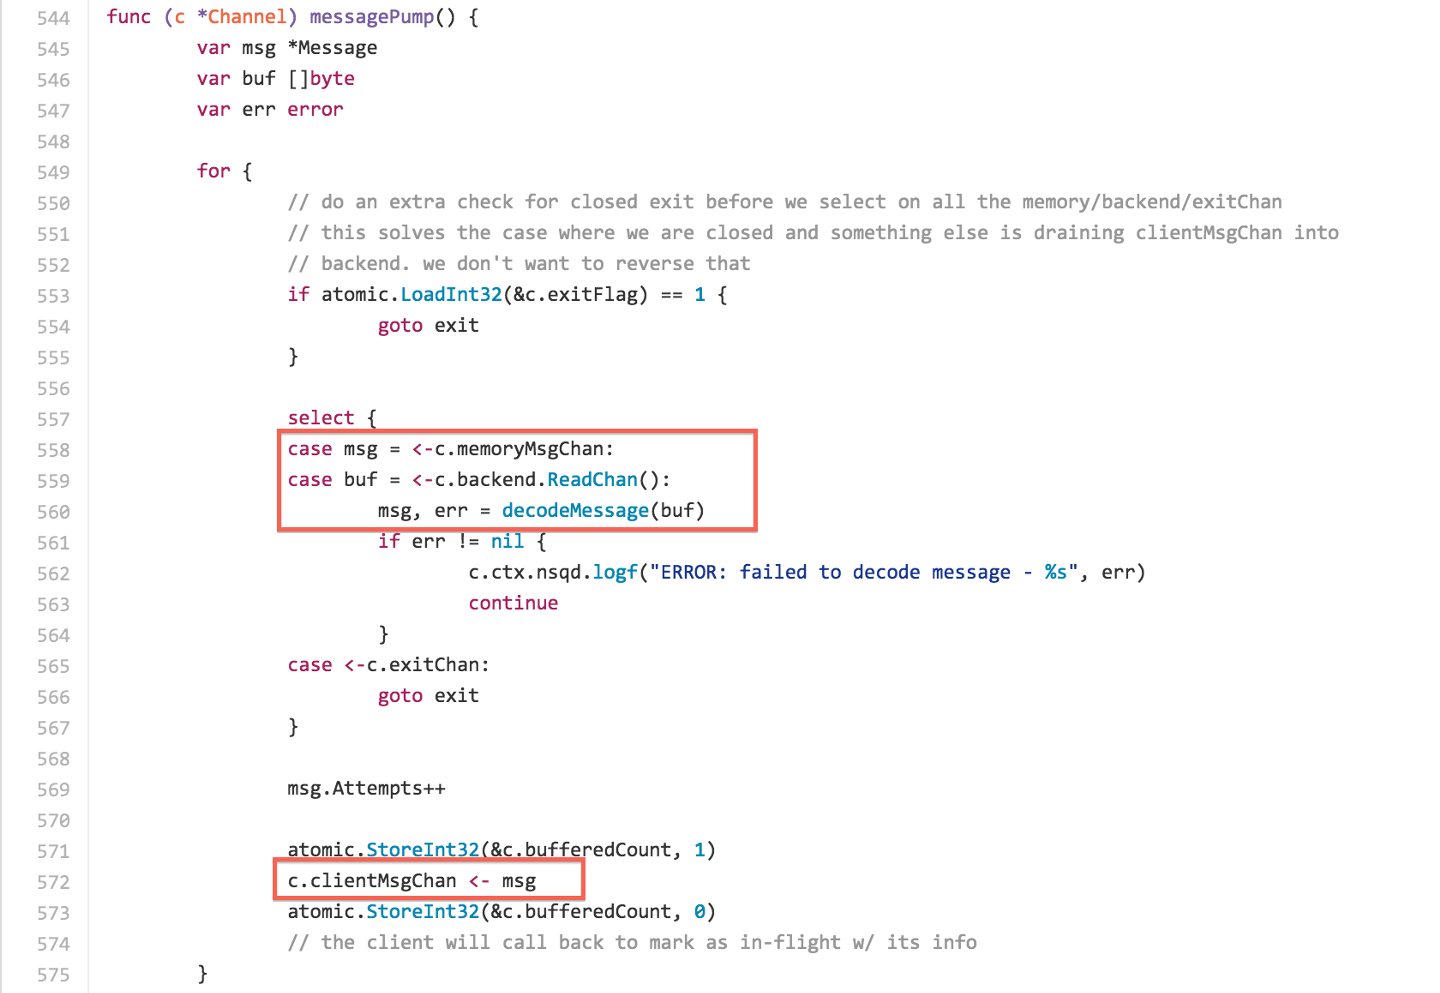 544 func (c *Channel) messagePump() {
545 var msg *Message
546 var buf []byte
547 var err error
548
549 for {
550 // do an extra check for closed exit before we select on all the memory/backend/exitChan
551 // this solves the case where we are closed and something else is draining clientMsgChan into
552 // backend. we don't want to reverse that
553 if atomic.LoadInt32(&c.exitFlag) == 1 {
554 goto exit
555 }
556
557 select {
558 case msg = <-c.memoryMsgChan:
559 case buf = <-c.backend.ReadChan():
560 msg, err = decodeMessage(buf)
561 if err != nil {
562 c.ctx.nsqd.logf("ERROR: failed to decode message - %s", err)
563 continue
564 }
565 case <-c.exitChan:
566 goto exit
567 }
568
569 msg.Attempts++
570
571 atomic.StoreInt32(&c.bufferedCount, 1)
572 c.clientMsgChan <- msg
573 atomic.StoreInt32(&c.bufferedCount, 0)
574 // the client will call back to mark as in-flight w/ its info
575 }